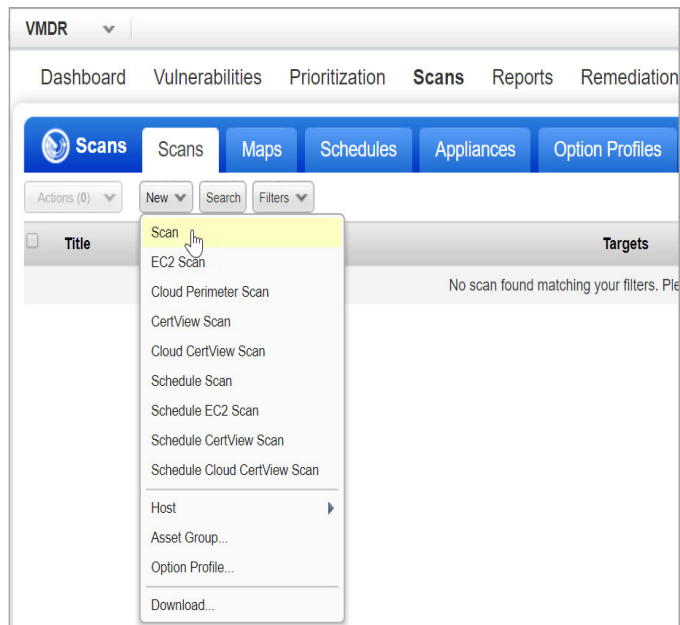 VMDR
Dashboard Vulnerabilities Prioritization Scans Reports Remediation
Scans Scans Maps Schedules Appliances Option Profiles
Actions (0) New Search Filters
Title Targets
Scan
EC2 Scan
No scan found matching your filters. Ple
Cloud Perimeter Scan
CertView Scan
Cloud CertView Scan
Schedule Scan
Schedule EC2 Scan
Schedule CertView Scan
Schedule Cloud CertView Scan
Host
Asset Group...
Option Profile...
Download...